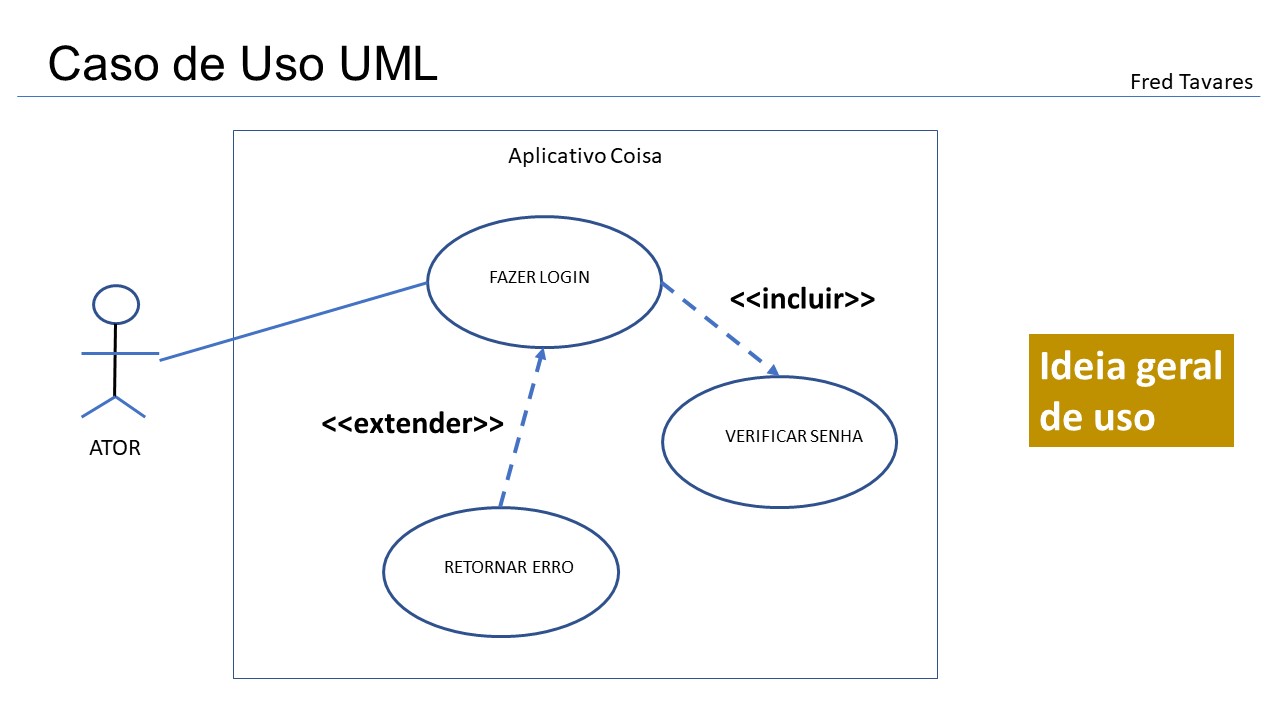 Caso de Uso UML
Fred Tavares
Aplicativo Coisa
FAZER LOGIN
<<incluir>>
Ideia geral
de uso
<<extender>>
VERIFICAR SENHA
ATOR
RETORNAR ERRO